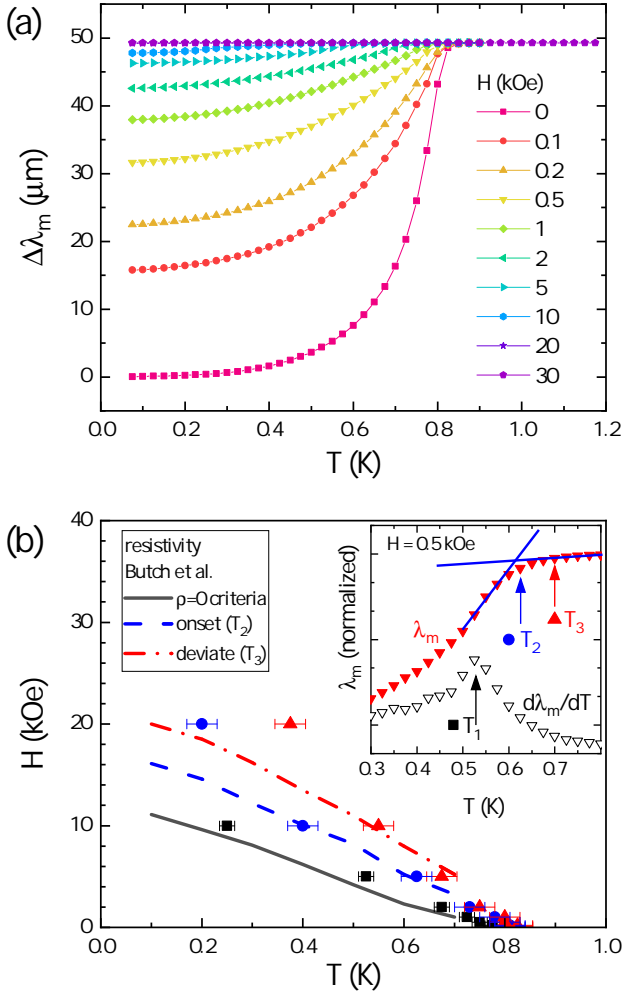 (a)
50
40
30
20
10
0
Δλm (μm)
H (kOe)
0
0.1
0.2
0.5
1
2
5
10
20
30
0.0 0.2 0.4 0.6 0.8 1.0 1.2
T (K)
(b)
40
30
20
10
0
H (kOe)
resistivity
Butch et al.
ρ=0 criteria
onset (T2)
deviate (T3)
H = 0.5 kOe
λm (normalized)
λm
T3
T2
dλm/dT
T1
0.3 0.4 0.5 0.6 0.7
T (K)
0.2 0.4 0.6 0.8 1.0
T (K)